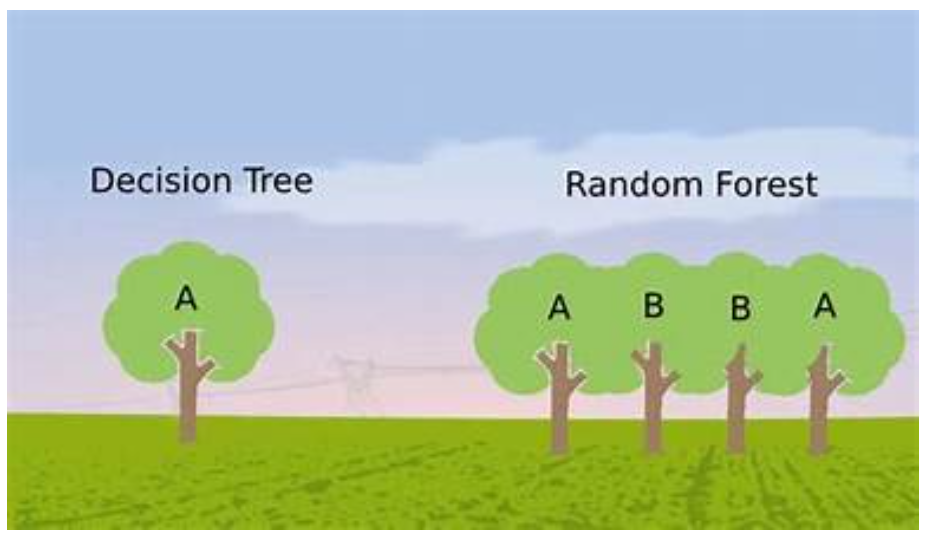 Decision Tree
Random Forest
A
A B B A